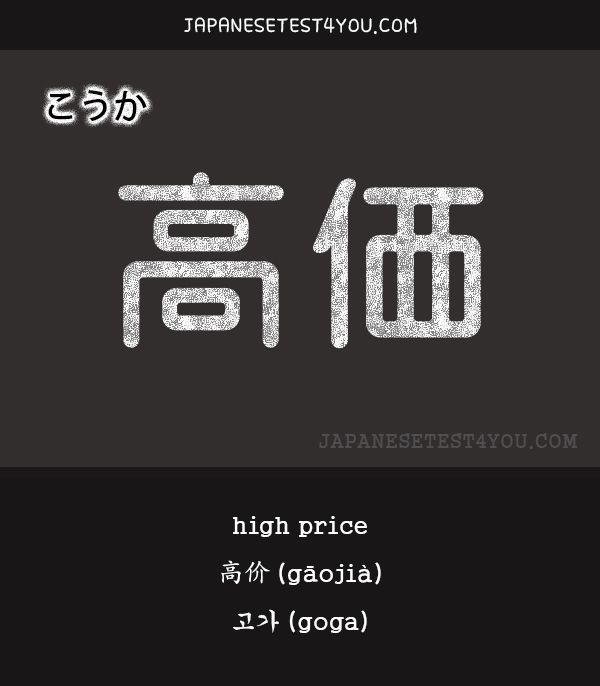 JAPANESETEST4YOU.COM
こうか
高価
JAPANESETEST4YOU.COM
high price
高价 (gāojià)
고가 (goga)